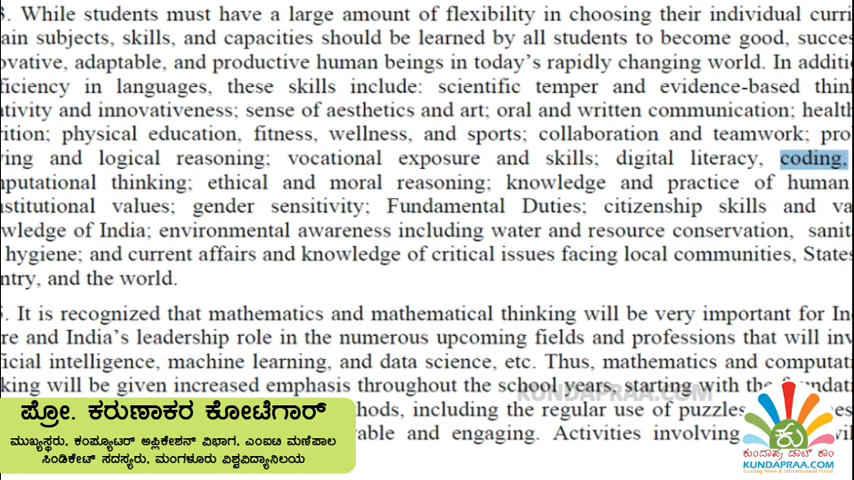 3. While students must have a large amount of flexibility in choosing their individual curri
ain subjects, skills, and capacities should be learned by all students to become good, succes
ovative, adaptable, and productive human beings in today's rapidly changing world. In additio
ficiency in languages, these skills include: scientific temper and evidence-based thin
ativity and innovativeness; sense of aesthetics and art; oral and written communication; health
rition; physical education, fitness, wellness, and sports; collaboration and teamwork; pro
ving and logical reasoning; vocational exposure and skills; digital literacy, coding,
mputational thinking; ethical and moral reasoning; knowledge and practice of human
nstitutional values; gender sensitivity; Fundamental Duties; citizenship skills and va
wledge of India; environmental awareness including water and resource conservation, sanit
hygiene; and current affairs and knowledge of critical issues facing local communities, States
ntry, and the world.
. It is recognized that mathematics and mathematical thinking will be very important for In
re and India's leadership role in the numerous upcoming fields and professions that will inv
ficial intelligence, machine learning, and data science, etc. Thus, mathematics and computati
king will be given increased emphasis throughout the school years, starting with the foundati
KUNDAPRAA.COM
hods, including the regular use of puzzles
able and engaging. Activities involving
ಪ್ರೋ. ಕರುಣಾಕರ ಕೋಟೆಗಾರ್
ಮುಖ್ಯಸ್ಥರು, ಕಂಪ್ಯೂಟರ್ ಅಪ್ಲಿಕೇಶನ್ ವಿಭಾಗ, ಎಂಐಟಿ ಮಣಿಪಾಲ
ಸಿಂಡಿಕೇಟ್ ಸದಸ್ಯರು, ಮಂಗಳೂರು ವಿಶ್ವವಿದ್ಯಾನಿಲಯ
ಕು
ಕುಂದಾಪ್ರ ಡಾಟ್ ಕಾಂ
KUNDAPRAA.COM
Leading News & Informational Portal